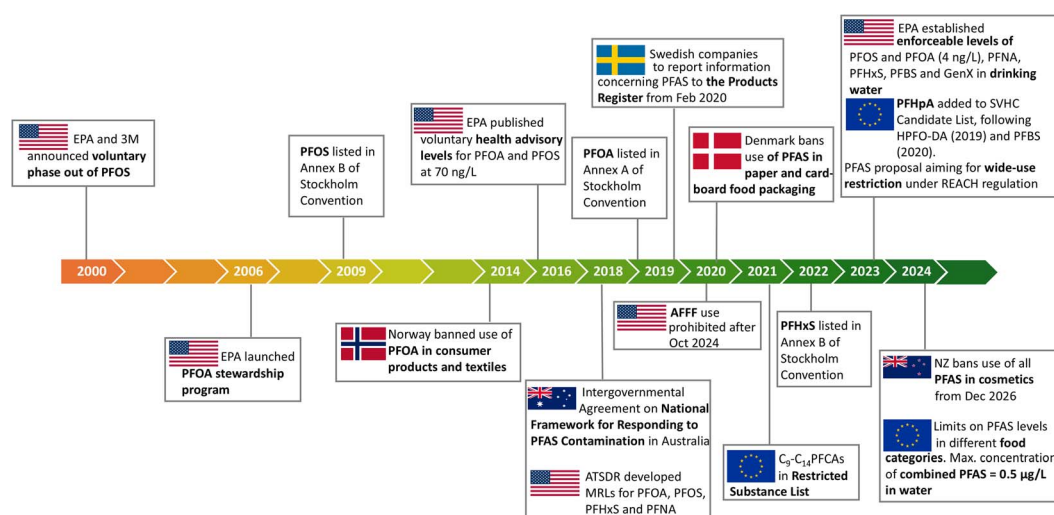 EPA and 3M
announced voluntary
phase out of PFOS
PFOS listed in
Annex B of
Stockholm
Convention
EPA published
voluntary health advisory
levels for PFOA and PFOS
at 70 ng/L
PFOA listed in
Annex A of
Stockholm
Convention
Swedish companies
to report information
concerning PFAS to the Products
Register from Feb 2020
Denmark bans
use of PFAS in
paper and card-
board food packaging
EPA established
enforceable levels of
PFOS and PFOA (4 ng/L), PFNA,
PFHxS, PFBS and GenX in drinking
water
PFHpA added to SVHC
Candidate List, following
HPFO-DA (2019) and PFBS
(2020).
PFAS proposal aiming for wide-use
restriction under REACH regulation
2000
2006
2009
2014
2016
2018
2019
2020
2021
2022
2023
2024
EPA launched
PFOA stewardship
program
Norway banned use of
PFOA in consumer
products and textiles
Intergovernmental
Agreement on National
Framework for Responding to
PFAS Contamination in Australia
ATSDR developed
MRLs for PFOA, PFOS,
PFHxS and PFNA
AFFF use
prohibited after
Oct 2024
C₉-C₁₄PFCAs
in Restricted
Substance List
PFHxS listed in
Annex B of
Stockholm
Convention
NZ bans use of all
PFAS in cosmetics
from Dec 2026
Limits on PFAS levels
in different food
categories. Max. concentration
of combined PFAS = 0.5 µg/L
in water